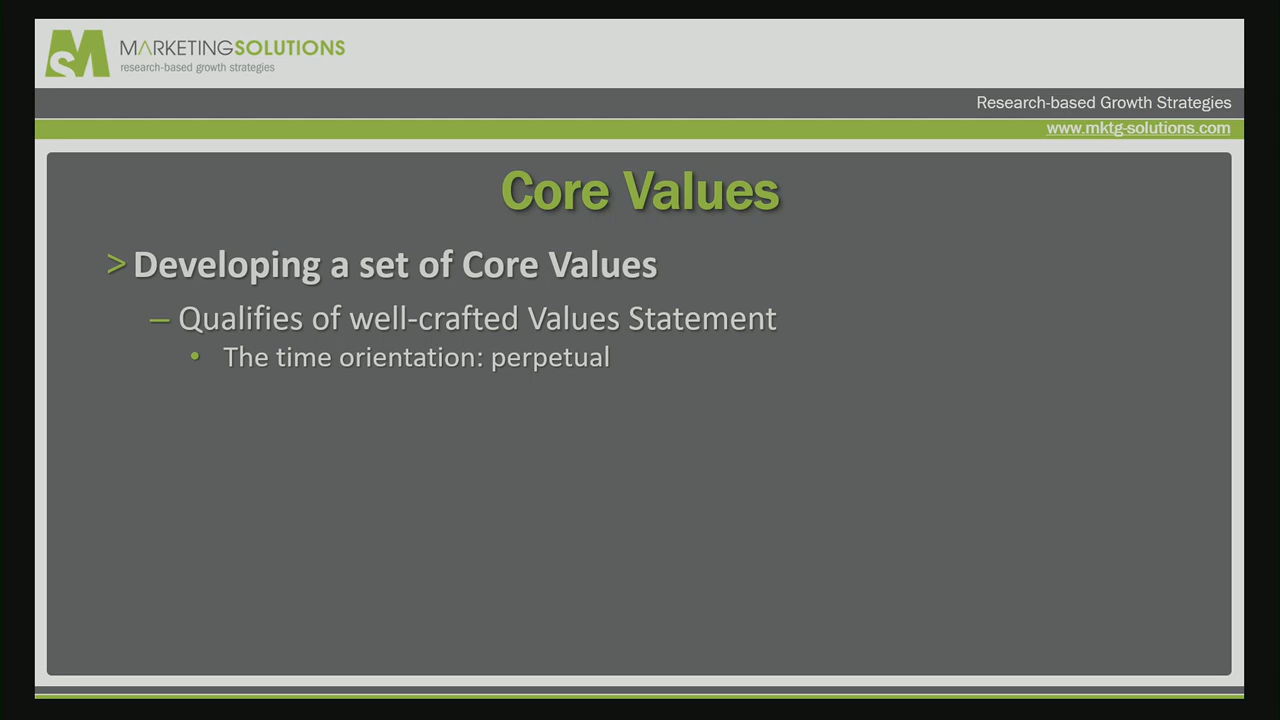 MARKETINGSOLUTIONS
research-based growth strategies
Research-based Growth Strategies
www.mktg-solutions.com
Core Values
> Developing a set of Core Values
– Qualifies of well-crafted Values Statement
• The time orientation: perpetual